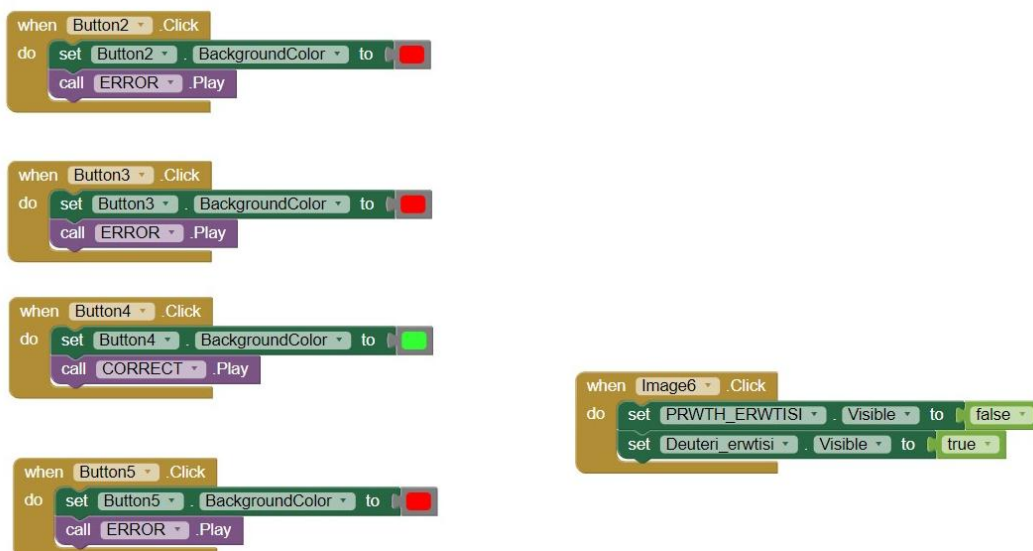 when Button2 .Click
do set Button2 . BackgroundColor to
call ERROR .Play
when Button3 .Click
do set Button3 . BackgroundColor to
call ERROR .Play
when Button4 .Click
do set Button4 . BackgroundColor to
call CORRECT .Play
when Button5 .Click
do set Button5 . BackgroundColor to
call ERROR .Play
when Image6 .Click
do set PRWTH_ERWTISI . Visible to false
set Deuteri_erwtisi . Visible to true